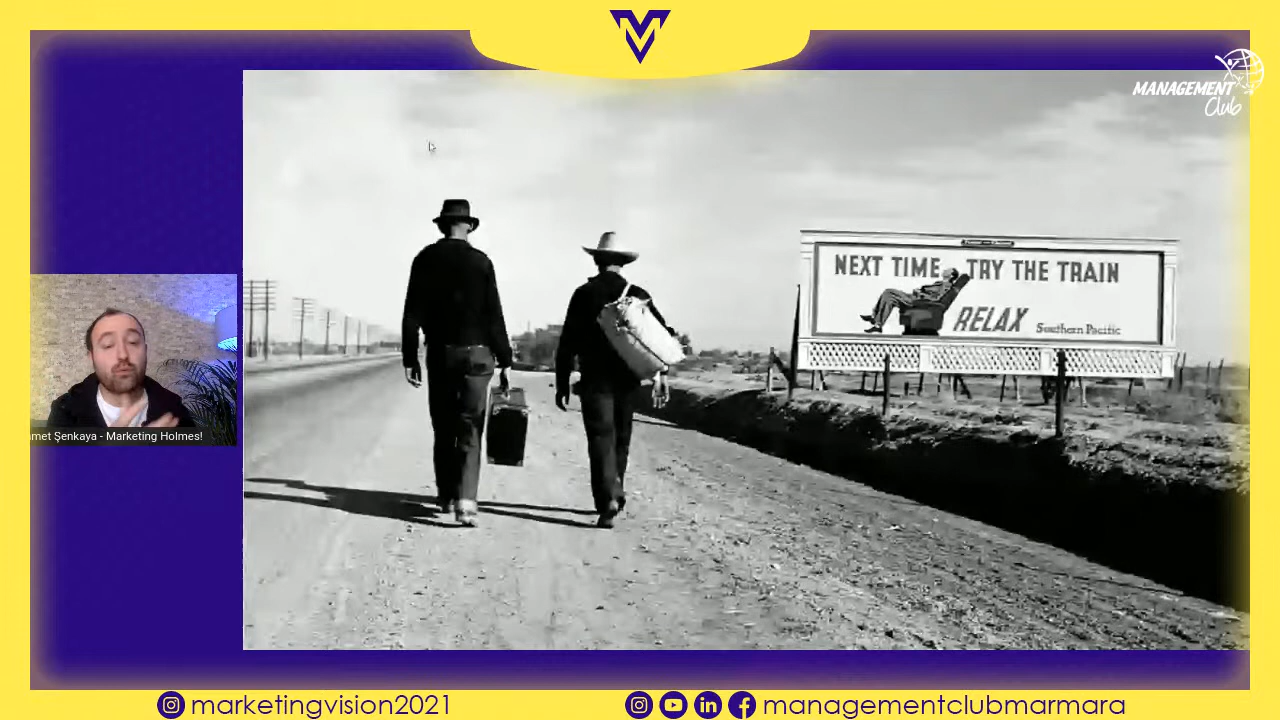 MANAGEMENT
Club
NEXT TIME TRY THE TRAIN
RELAX Southern Pacific
met Şenkaya - Marketing Holmes!
marketingvision2021
managementclubmarmara